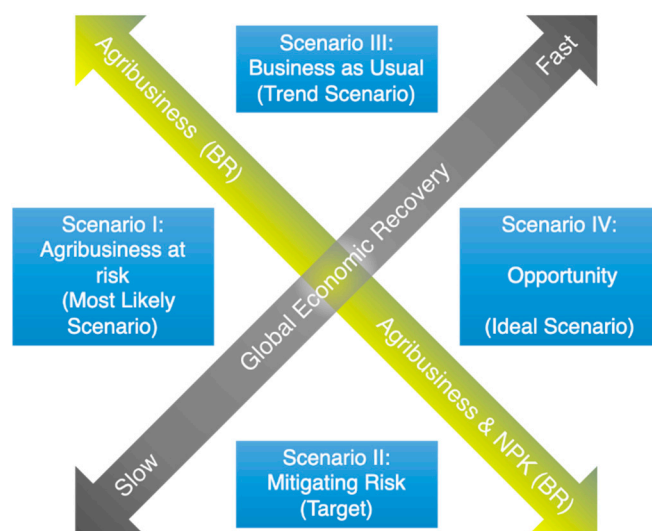 Scenario III:
Business as Usual
(Trend Scenario)
Agribusiness (BR)
Fast
Scenario I:
Agribusiness at
risk
(Most Likely
Scenario)
Global Economic Recovery
Scenario IV:
Opportunity
(Ideal Scenario)
Agribusiness & NPK (BR)
Slow
Scenario II:
Mitigating Risk
(Target)